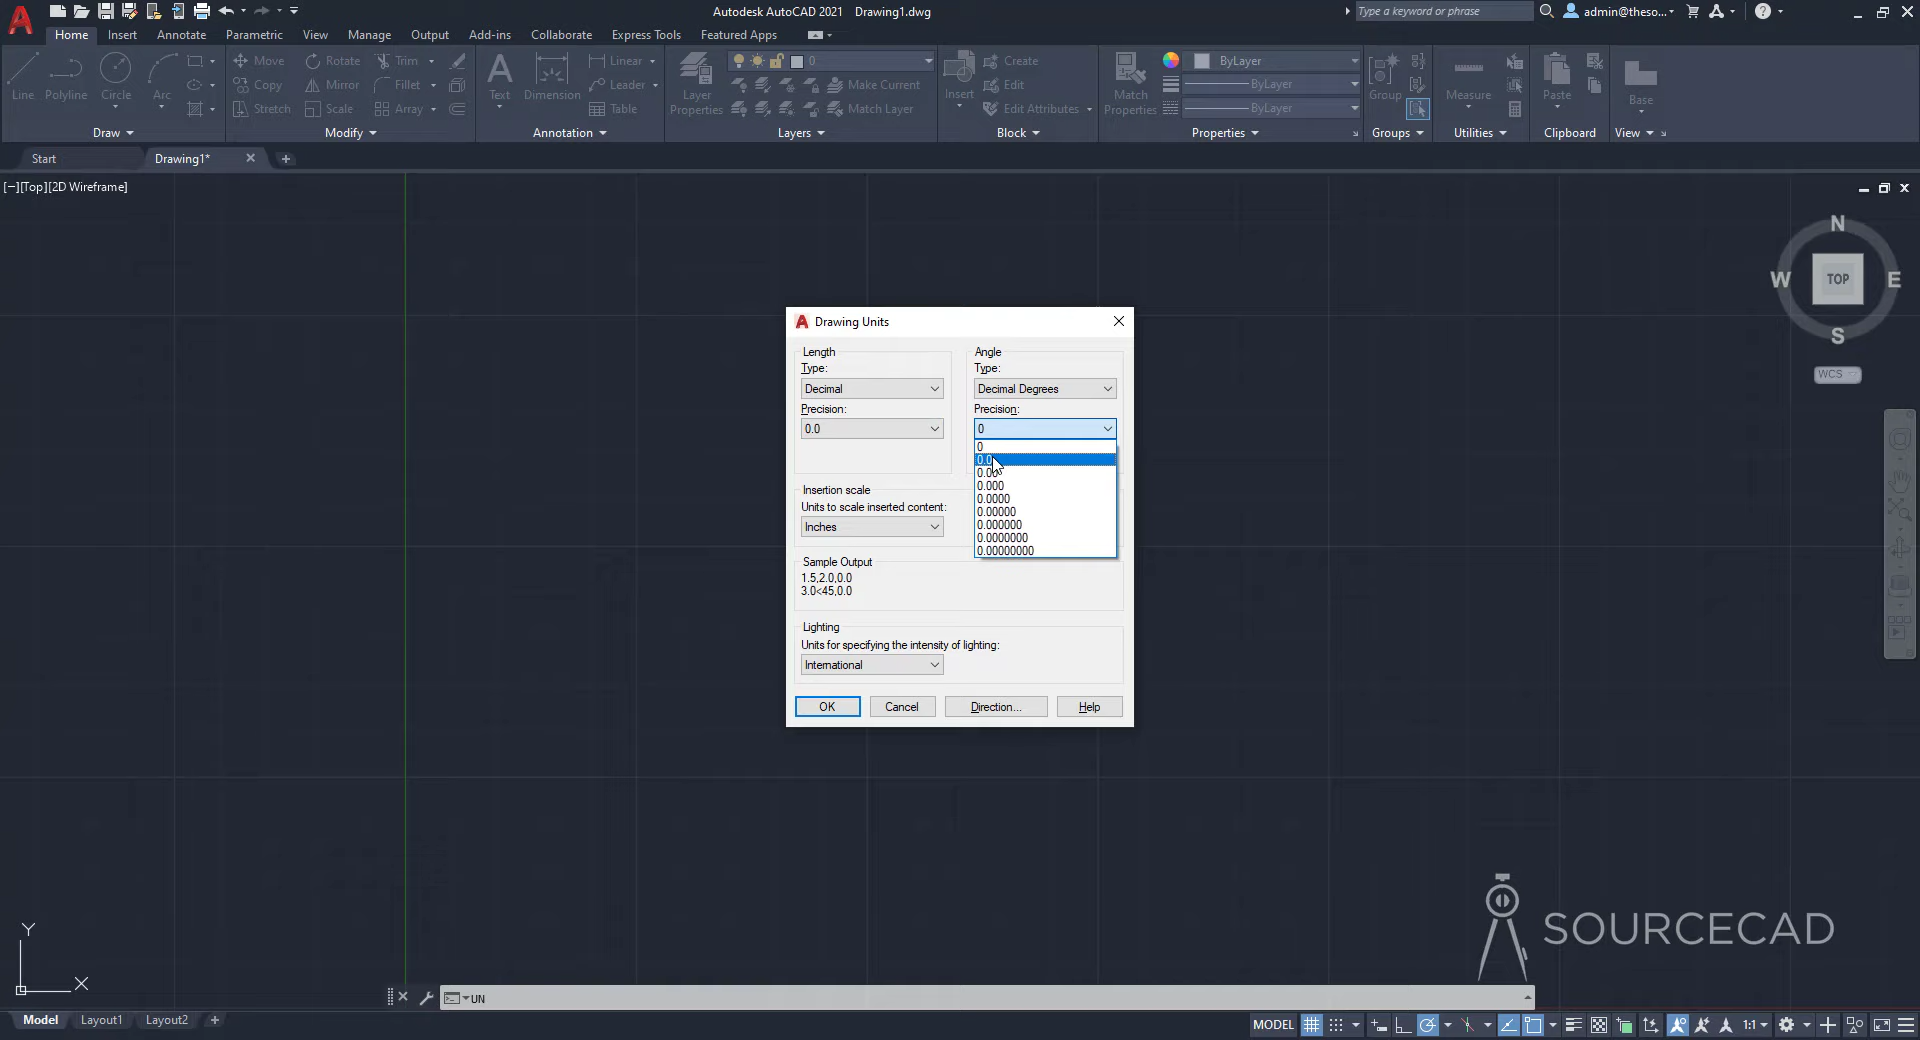 Autodesk AutoCAD 2021 Drawing1.dwg
Type a keyword or phrase
admin@theso...
Home Insert Annotate Parametric View Manage Output Add-ins Collaborate Express Tools Featured Apps
Line Polyline Circle Arc
Draw
Move Rotate Trim
Copy Mirror Fillet
Stretch Scale Array
Modify
Text Dimension
Linear
Leader
Table
Annotation
Layer
Properties
0
Make Current
Match Layer
Layers
Insert
Create
Edit
Edit Attributes
Block
Match
Properties
ByLayer
ByLayer
ByLayer
Properties
Group
Groups
Measure
Utilities
Paste
Clipboard
Base
View
Start Drawing1*
[−][Top][2D Wireframe]
N
W TOP E
S
WCS
Drawing Units
Length
Type:
Decimal
Precision:
0.0
Angle
Type:
Decimal Degrees
Precision:
0
0
0.0
0.00
0.000
0.0000
0.00000
0.000000
0.0000000
0.00000000
Insertion scale
Units to scale inserted content:
Inches
Sample Output
1.5,2.0,0.0
3.0<45,0.0
Lighting
Units for specifying the intensity of lighting:
International
OK Cancel Direction... Help
SOURCECAD
Y
X
UN
Model Layout1 Layout2
MODEL 1:1